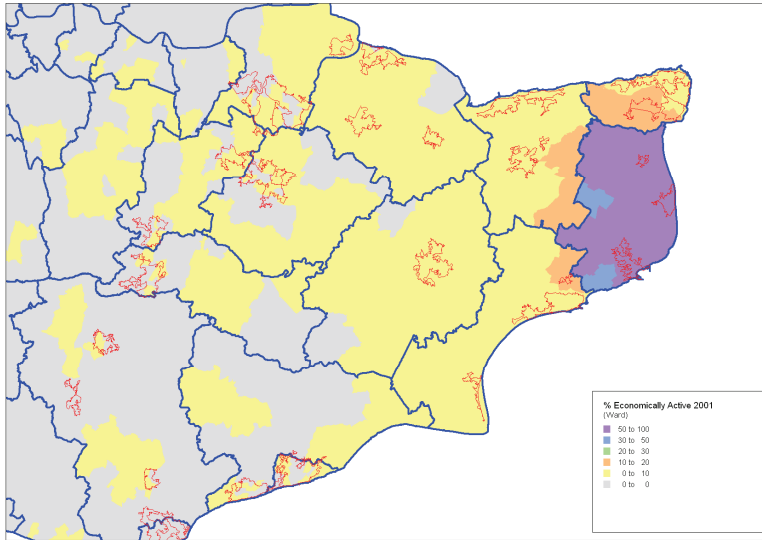 % Economically Active 2001
(Ward)
50 to 100
30 to 50
20 to 30
10 to 20
0 to 10
0 to 0